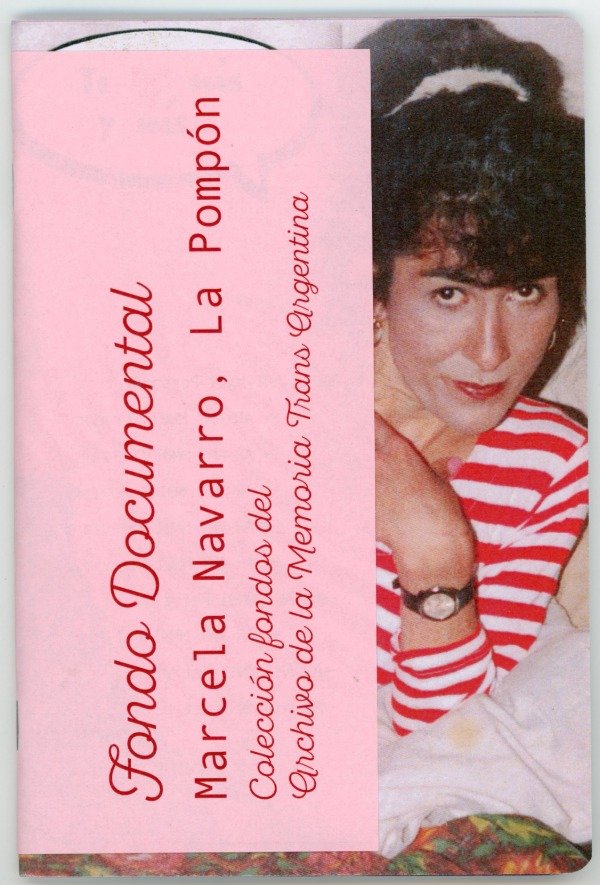 Fondo Documental
Marcela Navarro, La Pompón
Colección fondos del
Archivo de la Memoria Trans Argentina